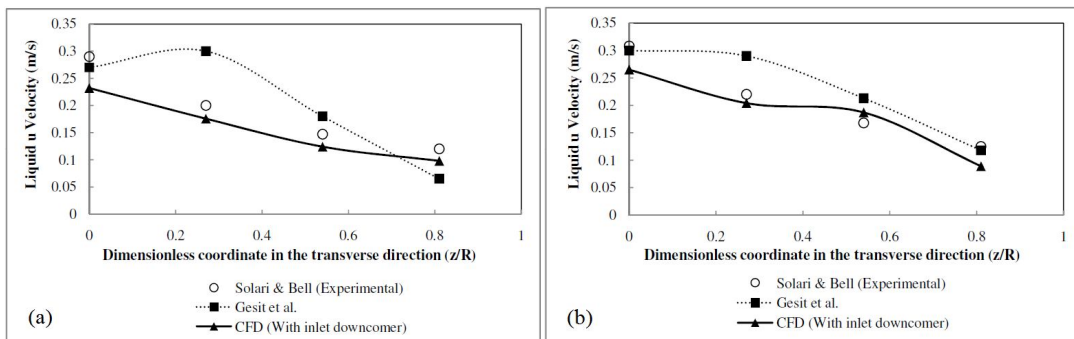 0.35
0.3
0.25
0.2
0.15
0.1
0.05
0
Liquid u Velocity (m/s)
0 0.2 0.4 0.6 0.8 1
Dimensionless coordinate in the transverse direction (z/R)
Solari & Bell (Experimental)
Gesit et al.
CFD (With inlet downcomer)
(a)
0.35
0.3
0.25
0.2
0.15
0.1
0.05
0
Liquid u Velocity (m/s)
0 0.2 0.4 0.6 0.8 1
Dimensionless coordinate in the transverse direction (z/R)
Solari & Bell (Experimental)
Gesit et al.
CFD (With inlet downcomer)
(b)